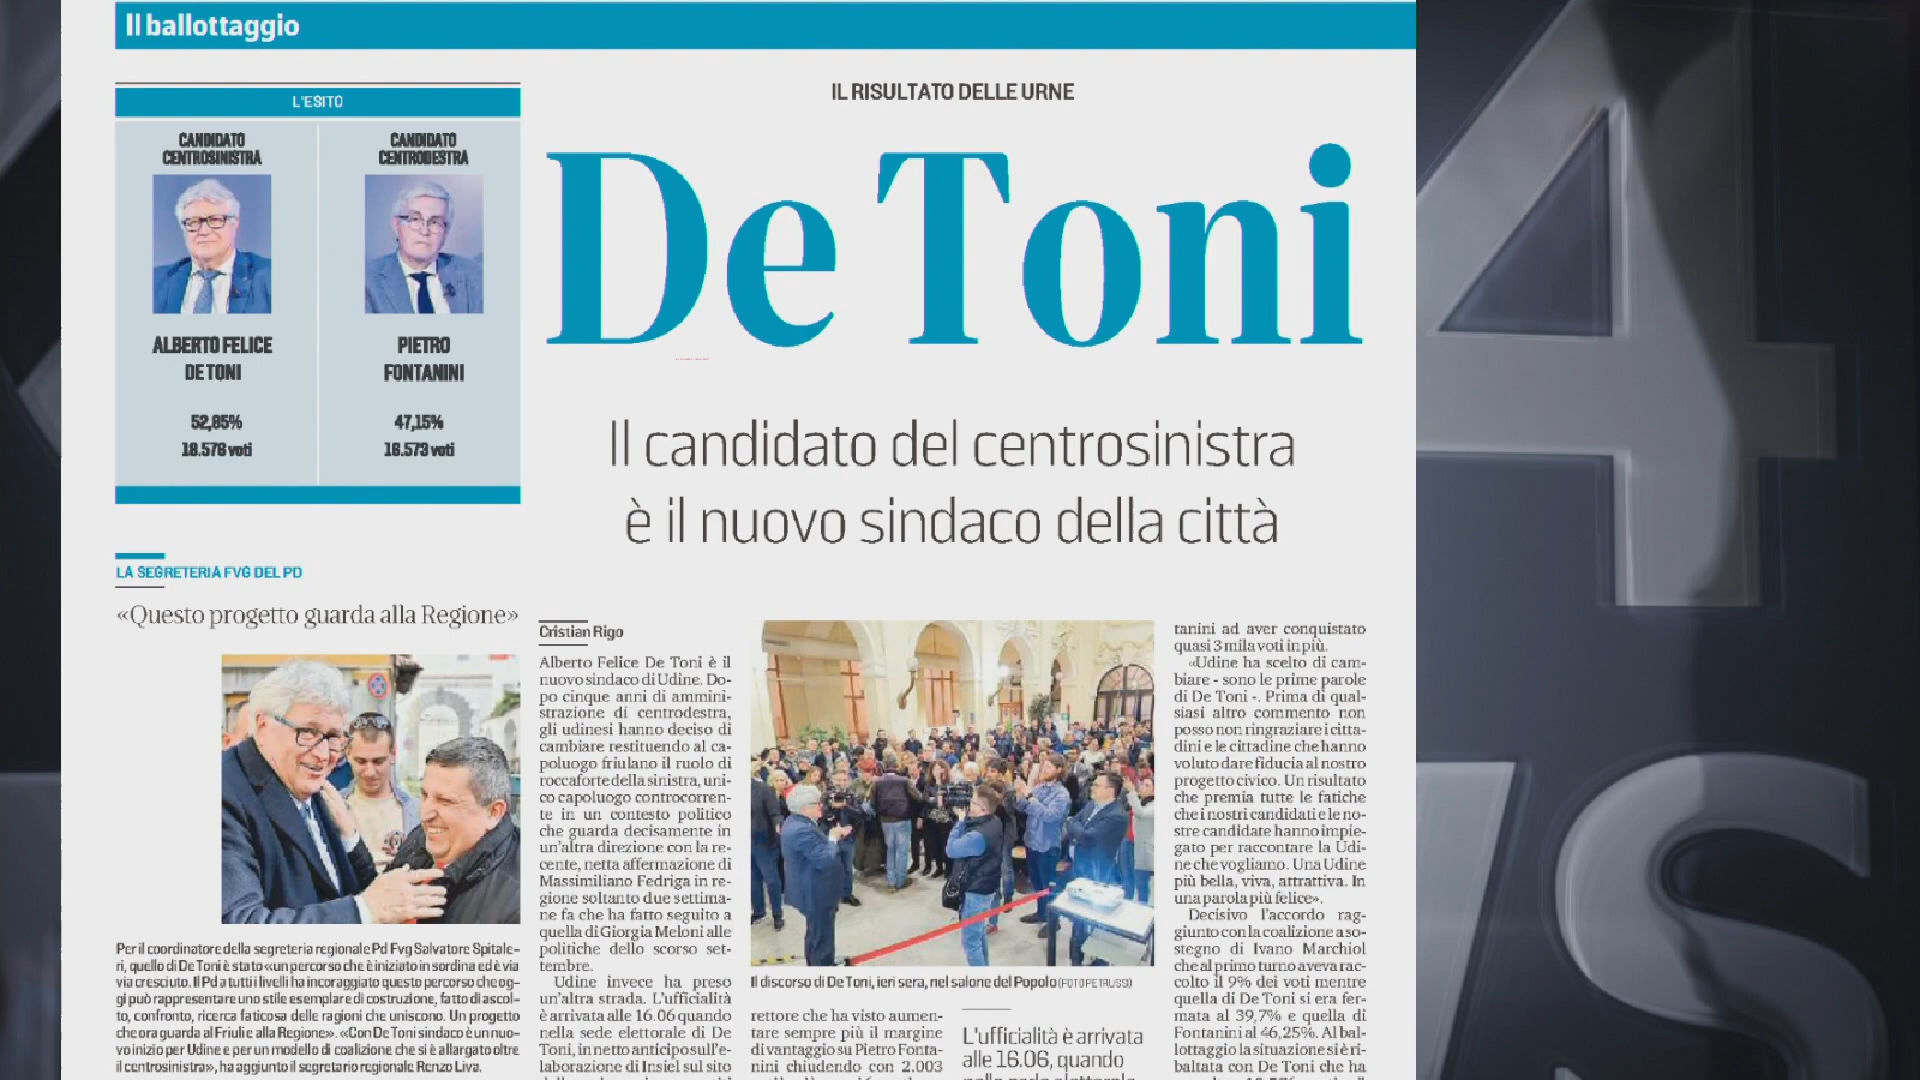 Il ballottaggio
L'ESITO
CANDIDATO
CENTROSINISTRA
ALBERTO FELICE
DE TONI
52,85%
18.576 voti
CANDIDATO
CENTRODESTRA
PIETRO
FONTANINI
47,15%
16.573 voti
IL RISULTATO DELLE URNE
De Toni
Il candidato del centrosinistra
è il nuovo sindaco della città
LA SEGRETERIA FVG DEL PD
«Questo progetto guarda alla Regione»
Per il coordinatore della segreteria regionale Pd Fvg Salvatore Spitale-
ri, quello di De Toni è stato «un percorso che è iniziato in sordina ed è via
via cresciuto. Il Pd a tutti i livelli ha incoraggiato questo percorso che og-
gi può rappresentare uno stile esemplare di costruzione, fatto di ascol-
to, confronto, ricerca faticosa delle ragioni che uniscono. Un progetto
che ora guarda al Friuli e alla Regione». «Con De Toni sindaco è un nuo-
vo inizio per Udine e per un modello di coalizione che si è allargato oltre
il centrosinistra», ha aggiunto il segretario regionale Renzo Liva.
Cristian Rigo
Alberto Felice De Toni è il
nuovo sindaco di Udine. Do-
po cinque anni di ammini-
strazione di centrodestra,
gli udinesi hanno deciso di
cambiare restituendo al ca-
poluogo friulano il ruolo di
roccaforte della sinistra, uni-
co capoluogo controcorren-
te in un contesto politico
che guarda decisamente in
un'altra direzione con la re-
cente, netta affermazione di
Massimiliano Fedriga in re-
gione soltanto due settima-
ne fa che ha fatto seguito a
quella di Giorgia Meloni alle
politiche dello scorso set-
tembre.
Udine invece ha preso
un'altra strada. L'ufficialità
è arrivata alle 16.06 quando
nella sede elettorale di De
Toni, in netto anticipo sull'e-
laborazione di Insiel sul sito
Il discorso di De Toni, ieri sera, nel salone del Popolo (FOTO PETRUSSI)
rettore che ha visto aumen-
tare sempre più il margine
di vantaggio su Pietro Fonta-
nini chiudendo con 2.003
L'ufficialità è arrivata
alle 16.06, quando
nella sede elettorale
tanini ad aver conquistato
quasi 3 mila voti in più.
«Udine ha scelto di cam-
biare - sono le prime parole
di De Toni -. Prima di qual-
siasi altro commento non
posso non ringraziare i citta-
dini e le cittadine che hanno
voluto dare fiducia al nostro
progetto civico. Un risultato
che premia tutte le fatiche
che i nostri candidati e le no-
stre candidate hanno impie-
gato per raccontare la Udi-
ne che vogliamo. Una Udine
più bella, viva, attrattiva. In
una parola più felice».
Decisivo l'accordo rag-
giunto con la coalizione a so-
stegno di Ivano Marchiol
che al primo turno aveva rac-
colto il 9% dei voti mentre
quella di De Toni si era fer-
mata al 39,7% e quella di
Fontanini al 46,25%. Al bal-
lottaggio la situazione si è ri-
baltata con De Toni che ha
4